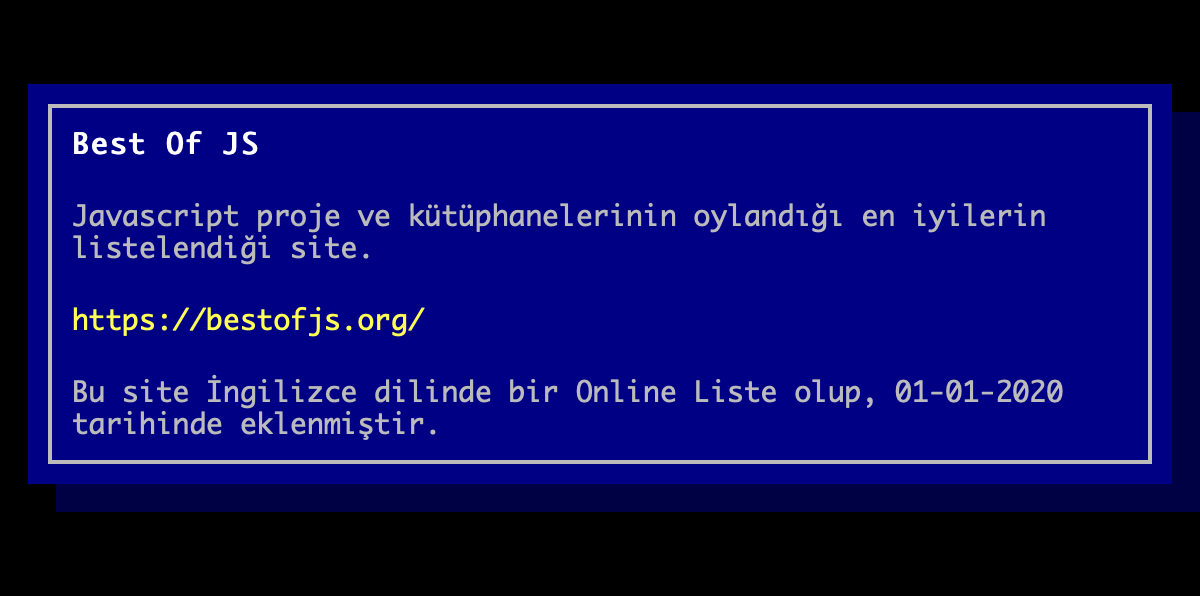 Best Of JS
Javascript proje ve kütüphanelerinin oylandığı en iyilerin
listelendiği site.
https://bestofjs.org/
Bu site İngilizce dilinde bir Online Liste olup, 01-01-2020
tarihinde eklenmiştir.